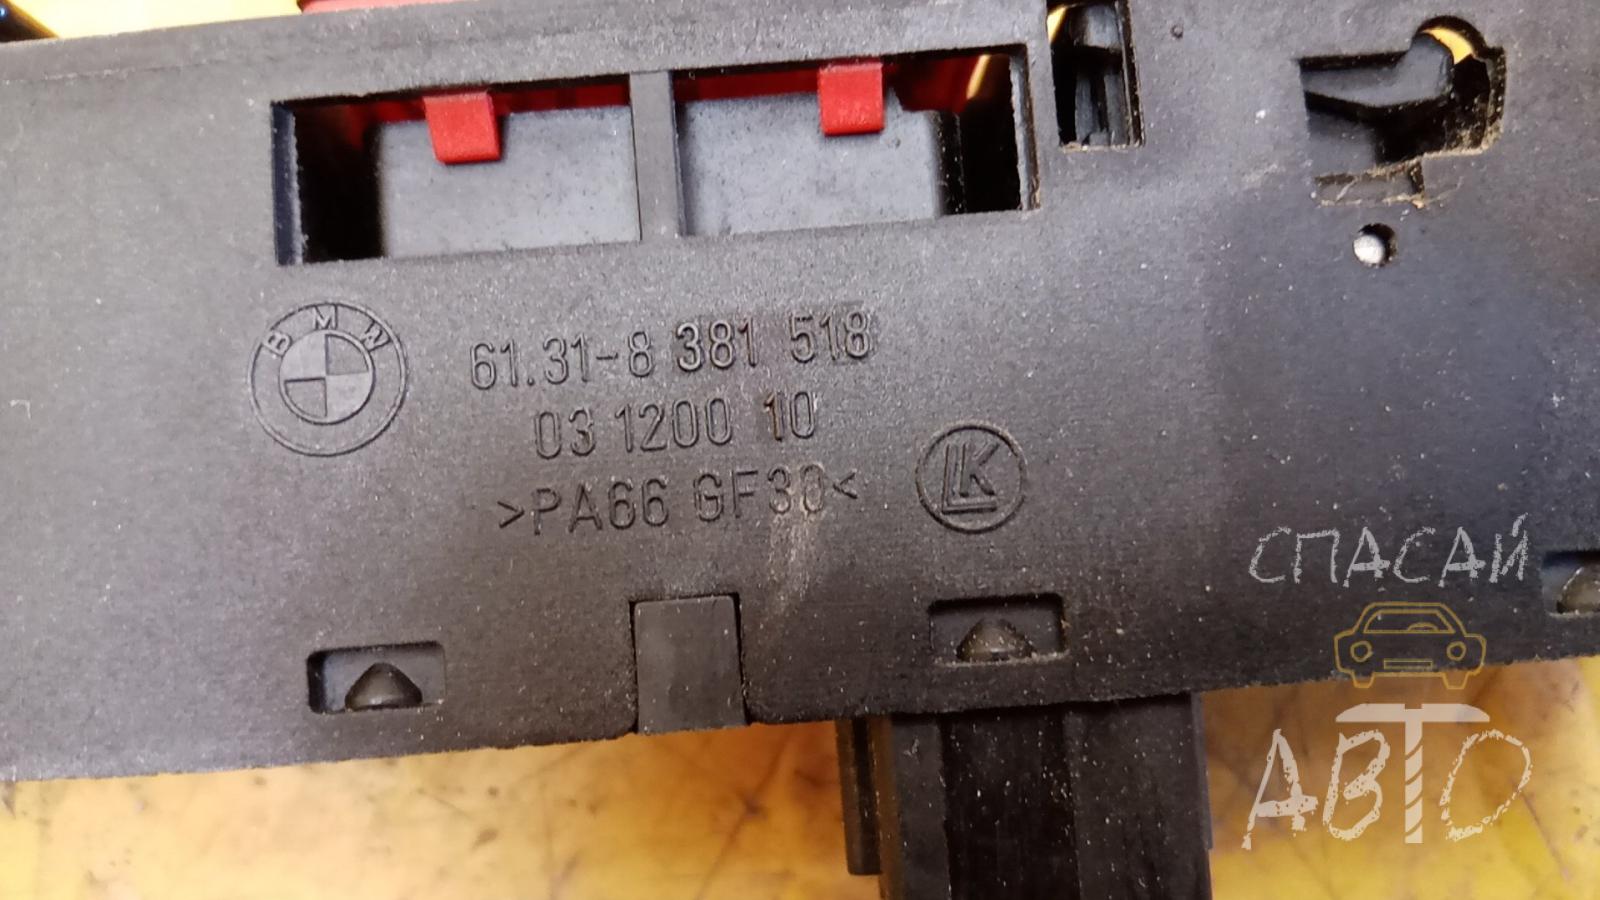 BMW
61.31-8 381 518
03 1200 10
>PA66 GF30<
LK
СПАСАЙ
АВТО